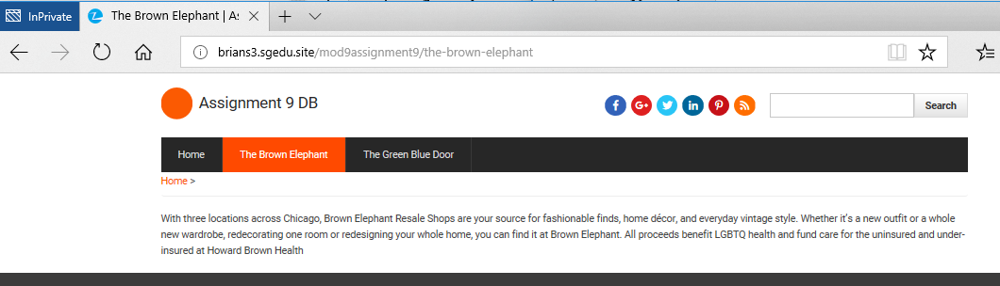 InPrivate
The Brown Elephant | As
brians3.sgedu.site/mod9assignment9/the-brown-elephant
Assignment 9 DB
Search
Home
The Brown Elephant
The Green Blue Door
Home >
With three locations across Chicago, Brown Elephant Resale Shops are your source for fashionable finds, home décor, and everyday vintage style. Whether it's a new outfit or a whole
new wardrobe, redecorating one room or redesigning your whole home, you can find it at Brown Elephant. All proceeds benefit LGBTQ health and fund care for the uninsured and under-
insured at Howard Brown Health